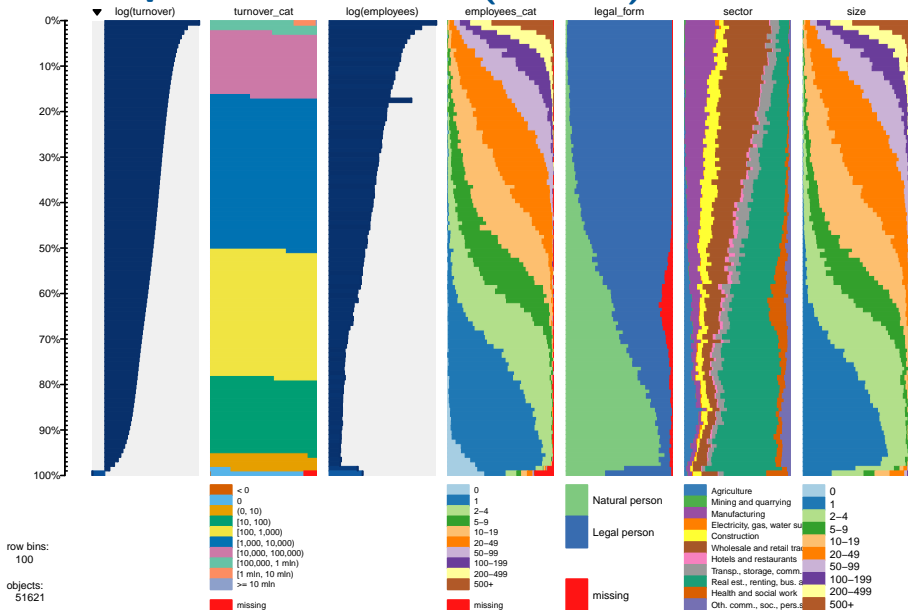 log(turnover) turnover_cat log(employees) employees_cat legal_form sector size
0%
10%
20%
30%
40%
50%
60%
70%
80%
90%
100%
row bins:
100
objects:
51621
< 0
0
(0, 10)
[10, 100)
[100, 1,000)
[1,000, 10,000)
[10,000, 100,000)
[100,000, 1 mln)
[1 mln, 10 mln)
>= 10 mln
missing
0
1
2–4
5–9
10–19
20–49
50–99
100–199
200–499
500+
missing
Natural person
Legal person
missing
Agriculture
Mining and quarrying
Manufacturing
Electricity, gas, water su
Construction
Wholesale and retail tra
Hotels and restaurants
Transp., storage, comm.
Real est., renting, bus. a
Health and social work
Oth. comm., soc., pers.s
0
1
2–4
5–9
10–19
20–49
50–99
100–199
200–499
500+